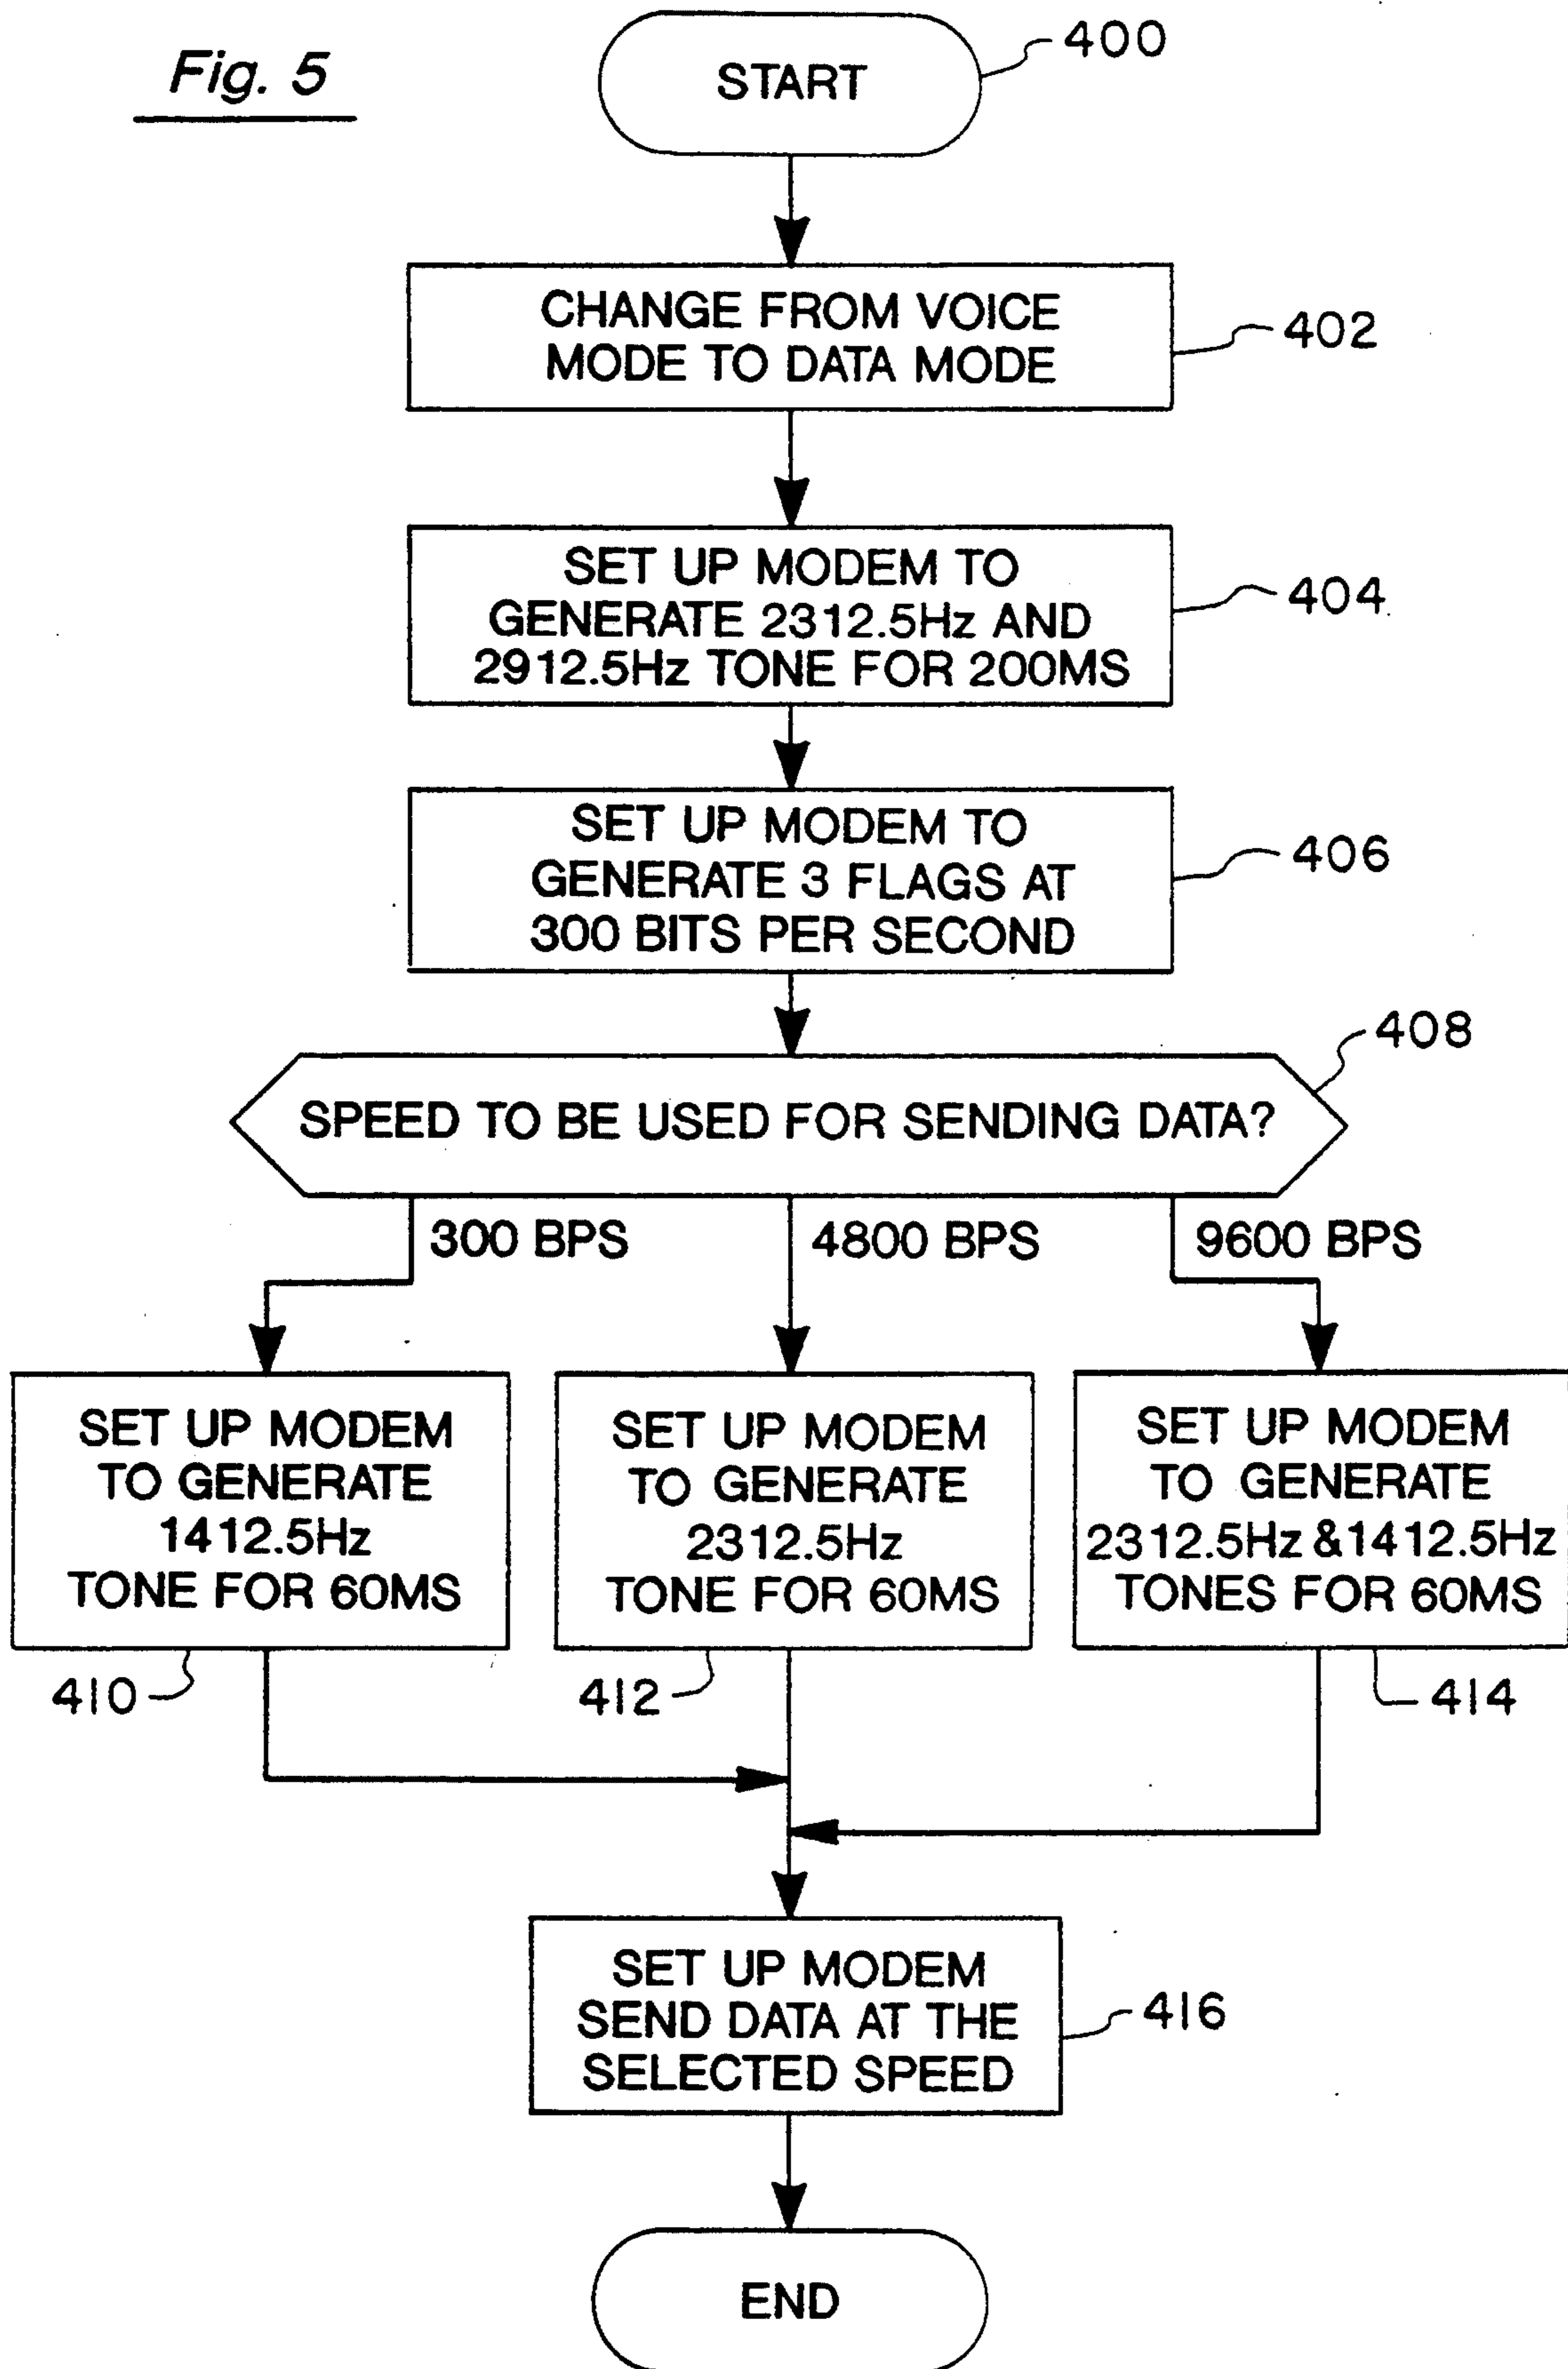 Fig. 5
START
400
CHANGE FROM VOICE
MODE TO DATA MODE
402
SET UP MODEM TO
GENERATE 2312.5Hz AND
2912.5Hz TONE FOR 200MS
404
SET UP MODEM TO
GENERATE 3 FLAGS AT
300 BITS PER SECOND
406
408
SPEED TO BE USED FOR SENDING DATA?
300 BPS
4800 BPS
9600 BPS
SET UP MODEM
TO GENERATE
1412.5Hz
TONE FOR 60MS
410
SET UP MODEM
TO GENERATE
2312.5Hz
TONE FOR 60MS
412
SET UP MODEM
TO GENERATE
2312.5Hz &1412.5Hz
TONES FOR 60MS
414
SET UP MODEM
SEND DATA AT THE
SELECTED SPEED
416
END